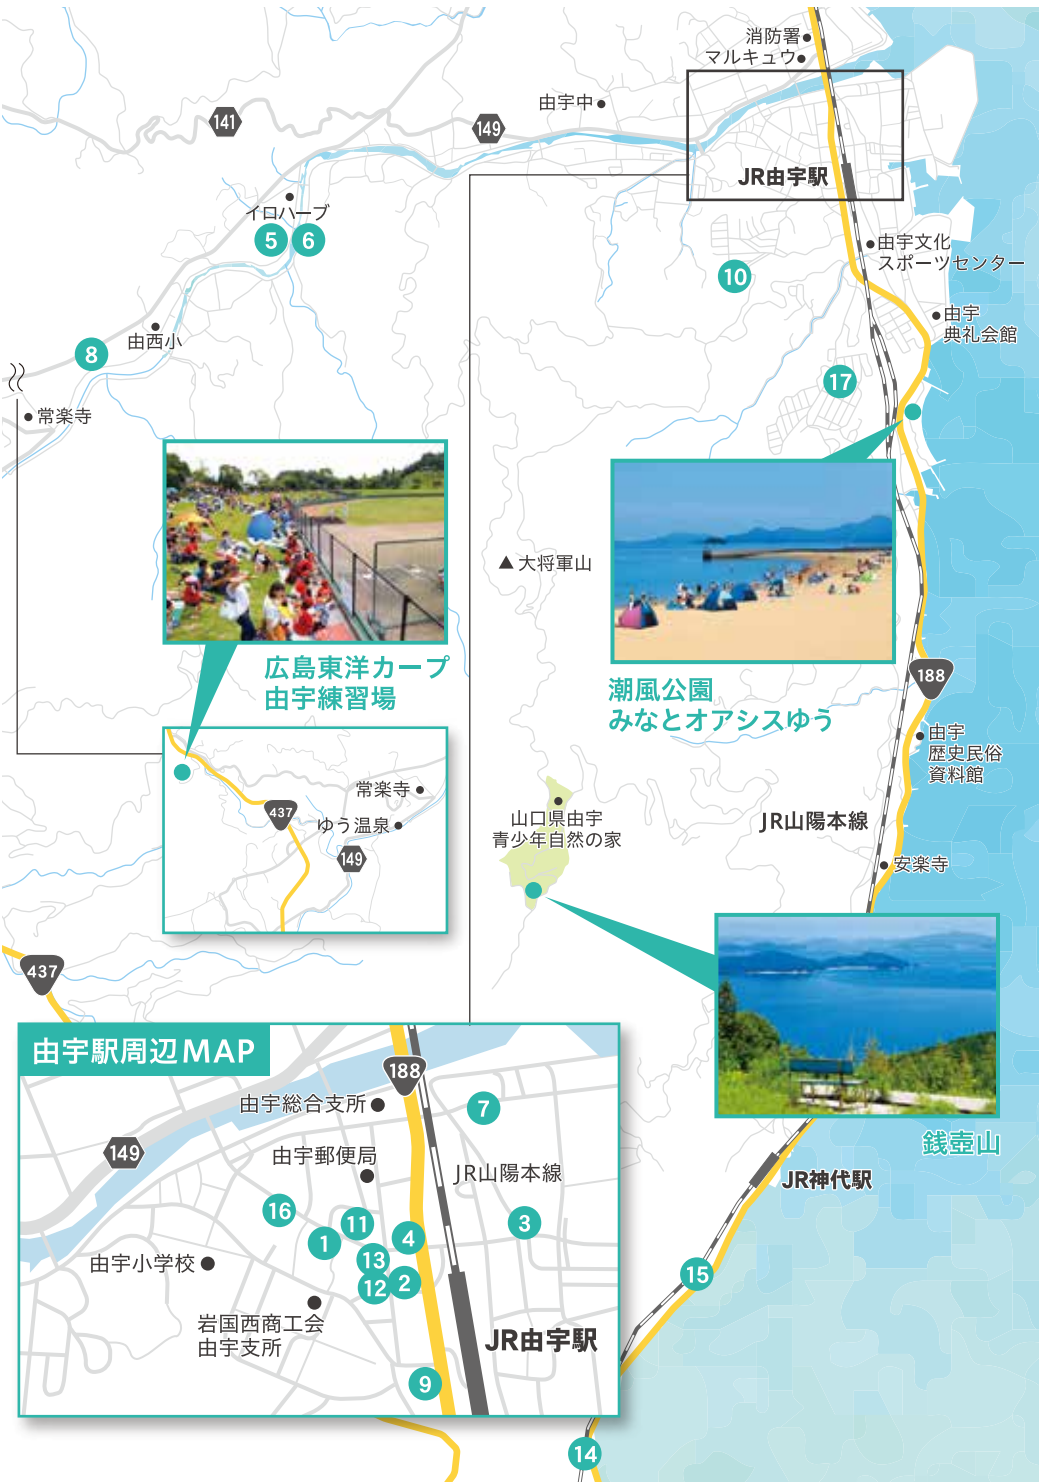 消防署
マルキュウ
由宇中
141
149
JR由宇駅
イロハーブ
5
6
由宇文化
スポーツセンター
10
由宇
典礼会館
由西小
8
17
常楽寺
大将軍山
広島東洋カープ
由宇練習場
潮風公園
みなとオアシスゆう
188
由宇
歴史民俗
資料館
常楽寺
437
ゆう温泉
149
山口県由宇
青少年自然の家
JR山陽本線
安楽寺
437
銭壺山
JR神代駅
15
14
由宇駅周辺MAP
188
由宇総合支所
7
149
由宇郵便局
JR山陽本線
16
11
3
1
4
13
由宇小学校
12
2
岩国西商工会
由宇支所
JR由宇駅
9